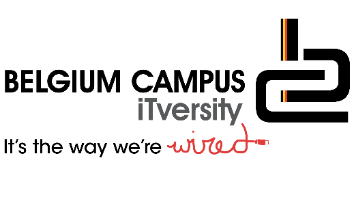 BELGIUM CAMPUS
iTversity
It's the way we're wired